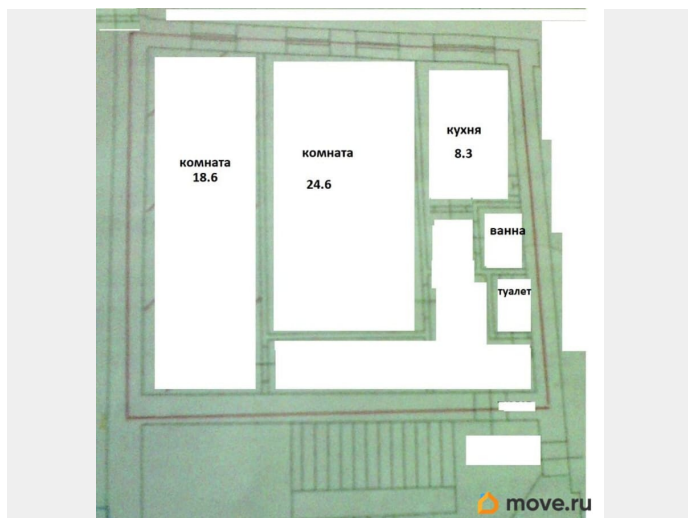 комната
18.6
комната
24.6
кухня
8.3
ванна
туалет
move.ru